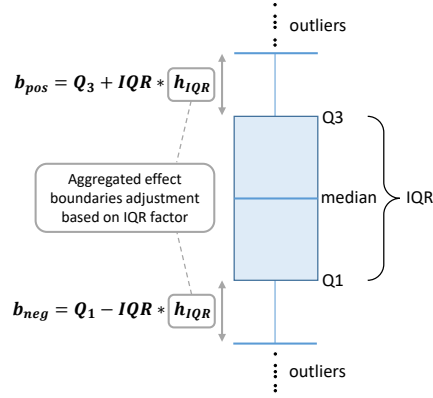 outliers
b_pos = Q_3 + IQR * h_IQR
Q3
Aggregated effect
boundaries adjustment
based on IQR factor
median
IQR
Q1
b_neg = Q_1 − IQR * h_IQR
outliers